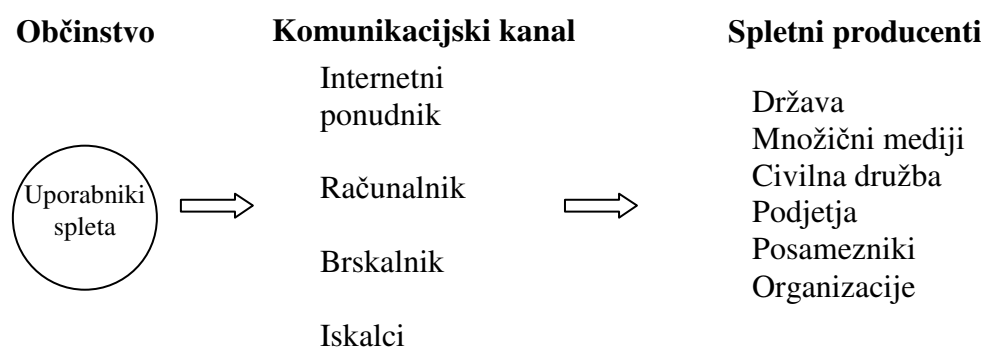 Občinstvo
Uporabniki
spleta
Komunikacijski kanal
Internetni
ponudnik
Računalnik
Brskalnik
Iskalci
Spletni producenti
Država
Množični mediji
Civilna družba
Podjetja
Posamezniki
Organizacije